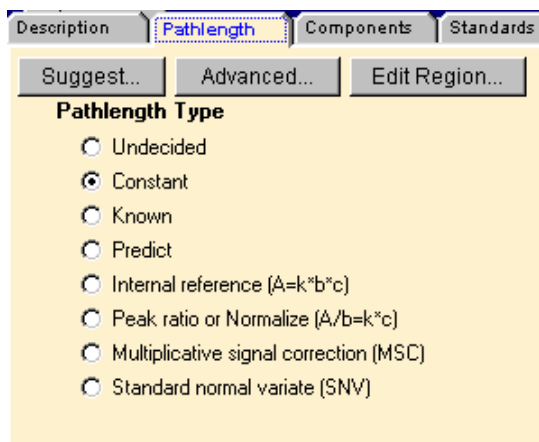 Description Pathlength Components Standards
Suggest... Advanced... Edit Region...
Pathlength Type
Undecided
Constant
Known
Predict
Internal reference (A=k*b*c)
Peak ratio or Normalize (A/b=k*c)
Multiplicative signal correction (MSC)
Standard normal variate (SNV)